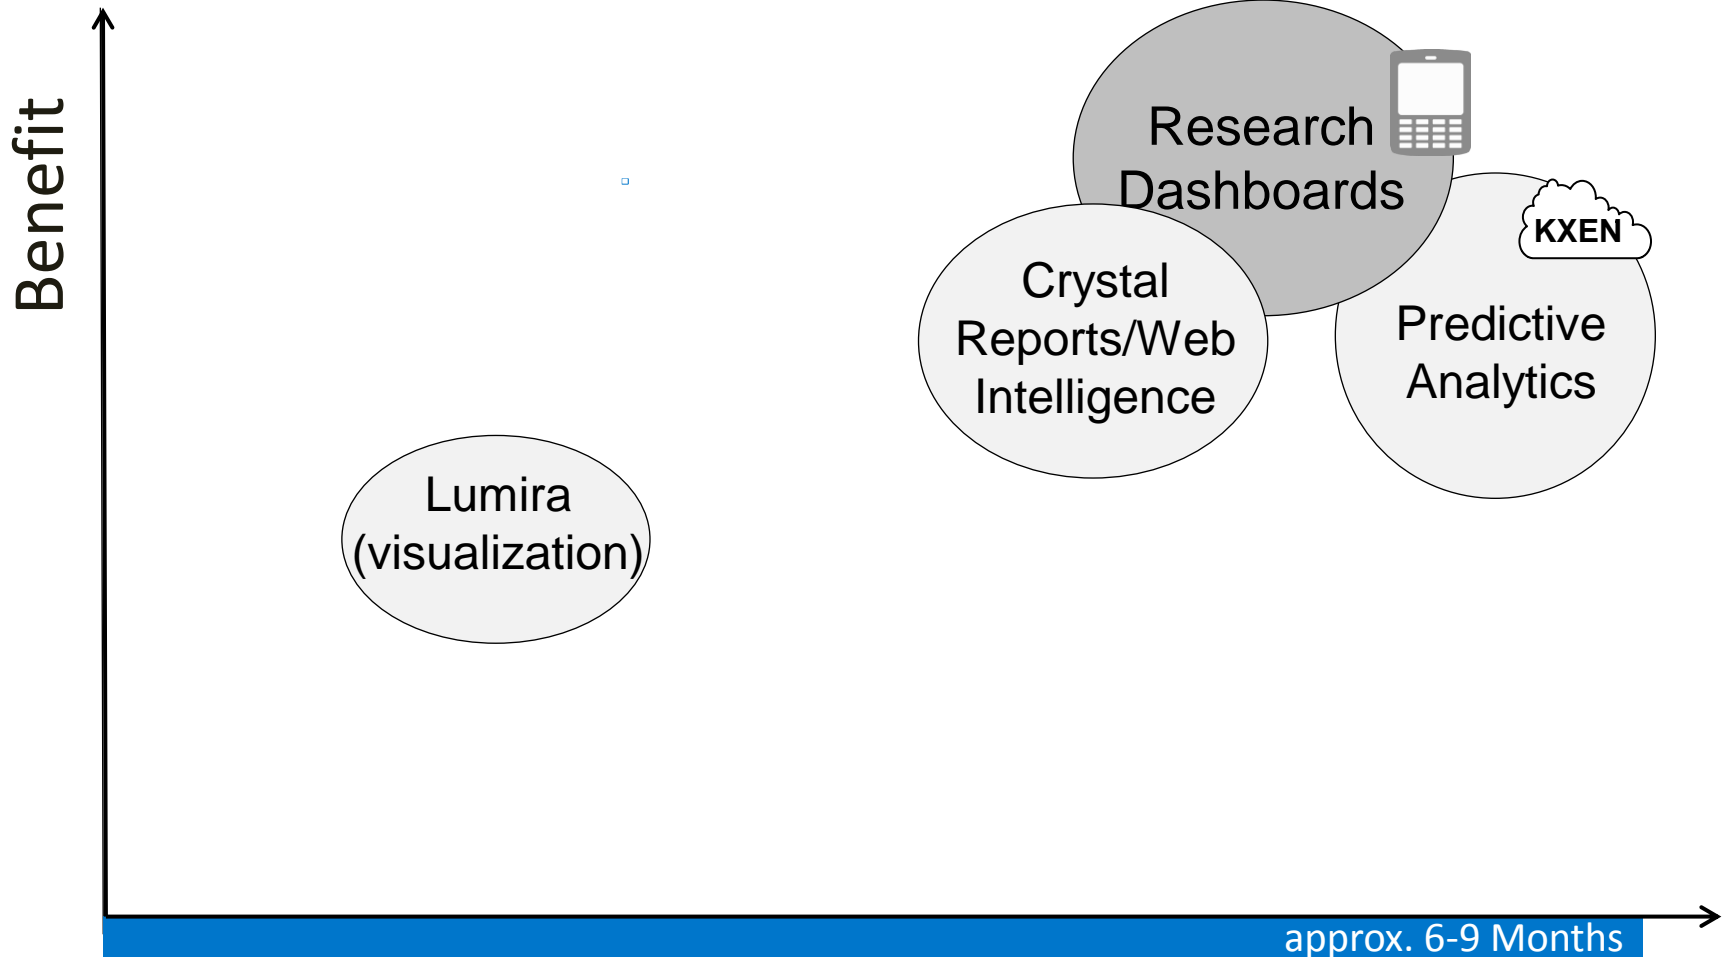 Benefit
Research
Dashboards
KXEN
Crystal
Reports/Web
Intelligence
Predictive
Analytics
Lumira
(visualization)
approx. 6-9 Months